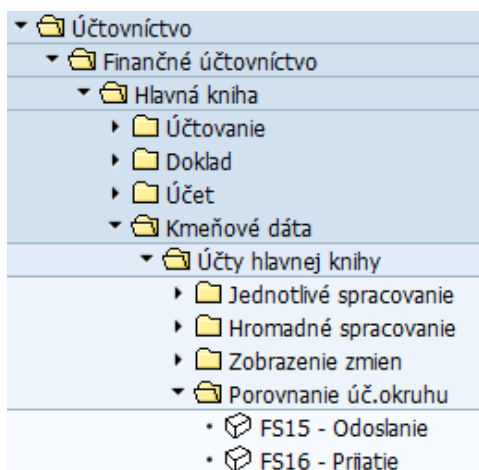 Účtovníctvo
Finančné účtovníctvo
Hlavná kniha
Účtovanie
Doklad
Účet
Kmeňové dáta
Účty hlavnej knihy
Jednotlivé spracovanie
Hromadné spracovanie
Zobrazenie zmien
Porovnanie úč.okruhu
FS15 - Odoslanie
FS16 - Prijatie